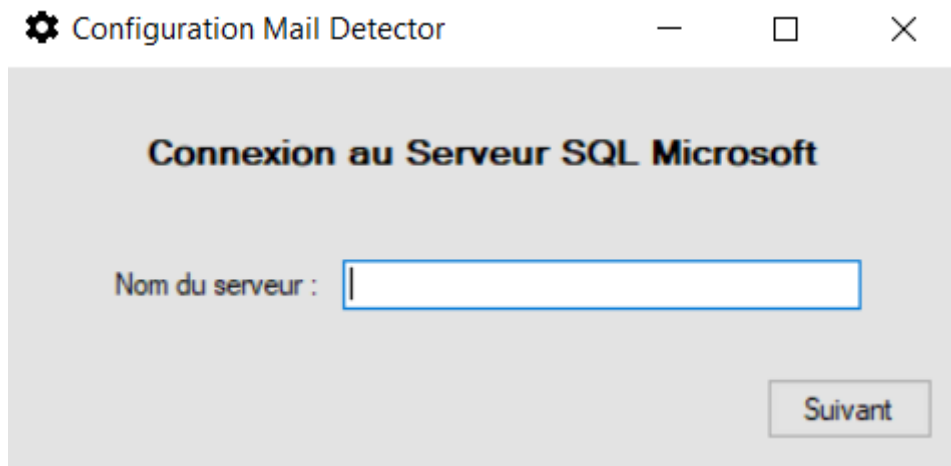 Configuration Mail Detector
Connexion au Serveur SQL Microsoft
Nom du serveur :
Suivant